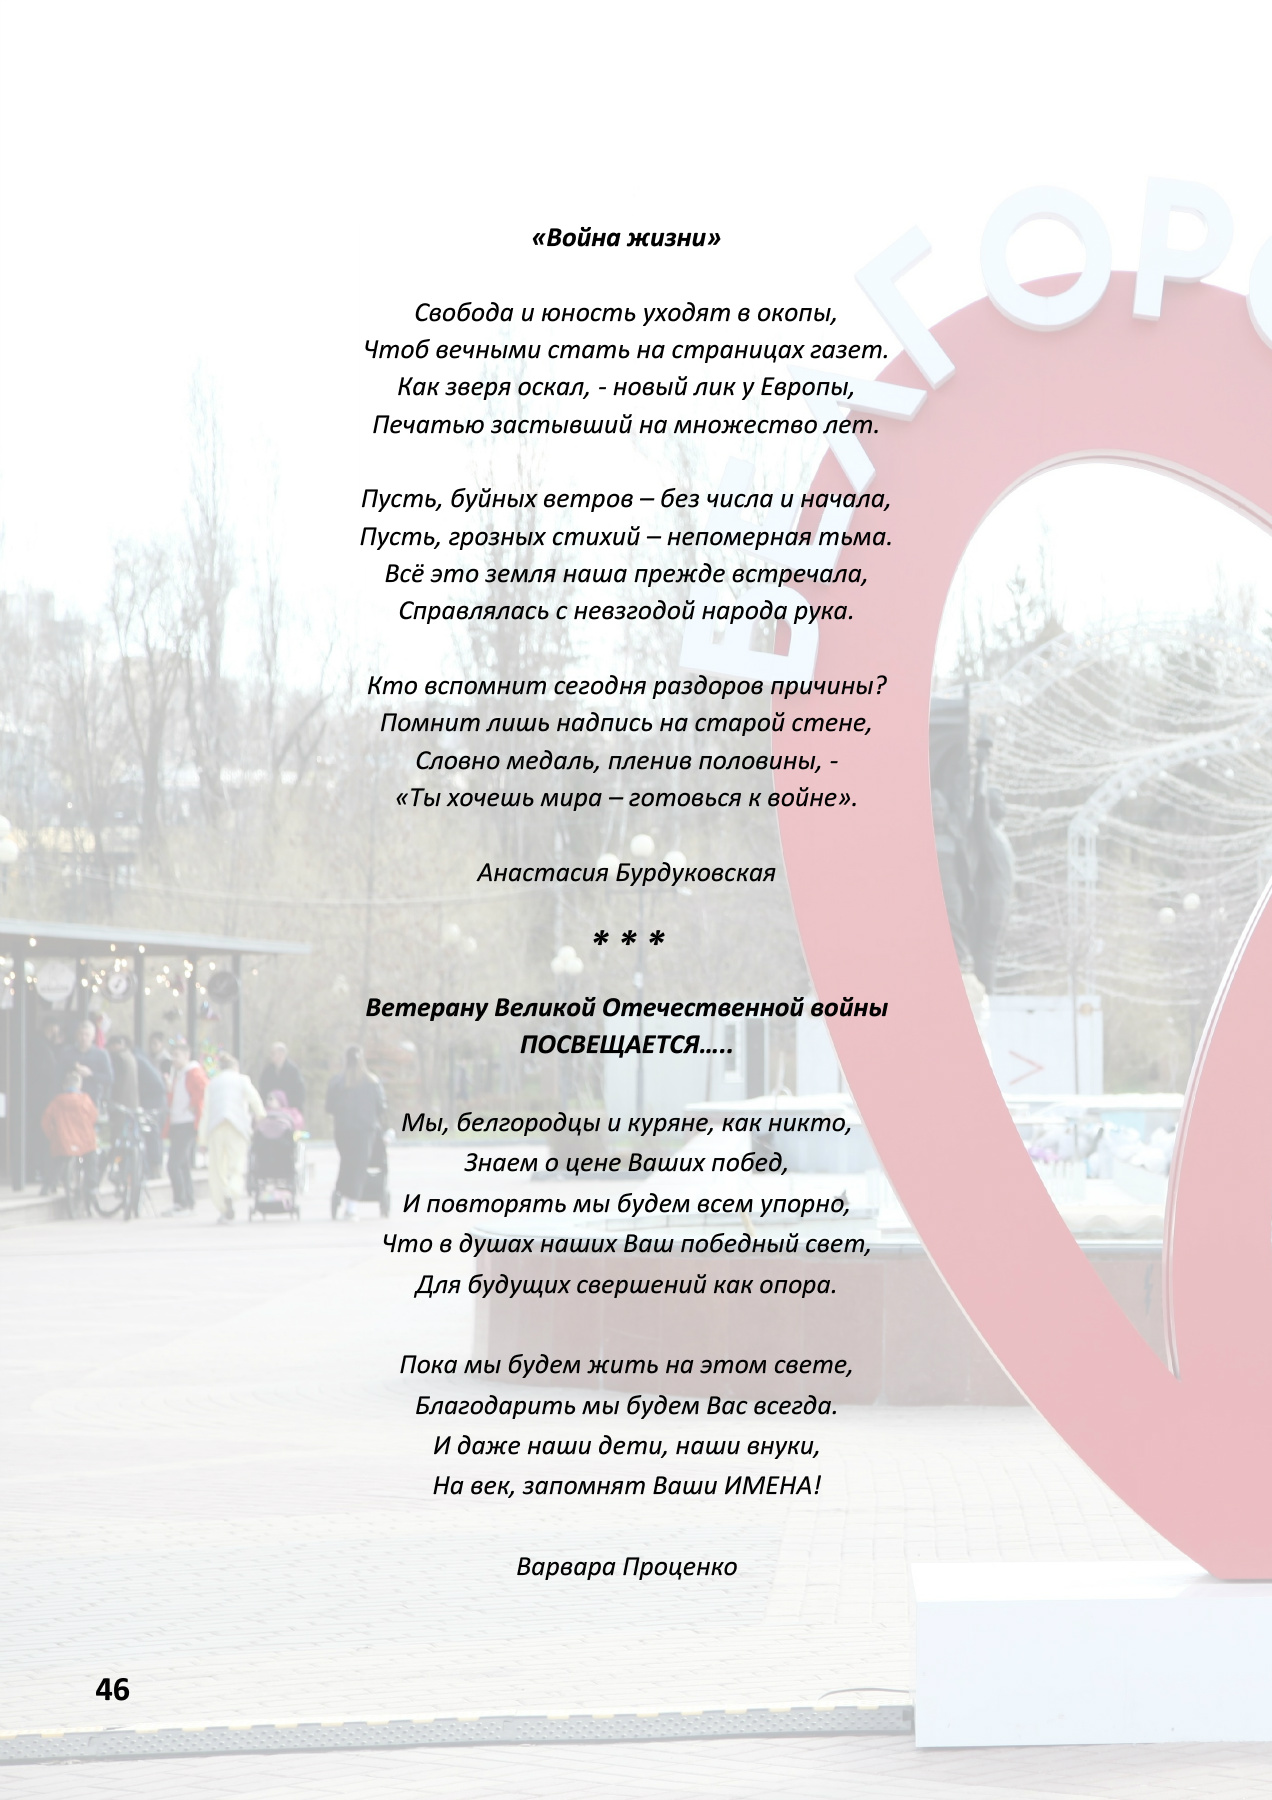 БЕЛГОРО
«Война жизни»
Свобода и юность уходят в окопы,
Чтоб вечными стать на страницах газет.
Как зверя оскал, - новый лик у Европы,
Печатью застывший на множество лет.
Пусть, буйных ветров – без числа и начала,
Пусть, грозных стихий – непомерная тьма.
Всё это земля наша прежде встречала,
Справлялась с невзгодой народа рука.
Кто вспомнит сегодня раздоров причины?
Помнит лишь надпись на старой стене,
Словно медаль, пленив половины, -
«Ты хочешь мира – готовься к войне».
Анастасия Бурдуковская
* * *
Ветерану Великой Отечественной войны
ПОСВЕЩАЕТСЯ.....
Мы, белгородцы и куряне, как никто,
Знаем о цене Ваших побед,
И повторять мы будем всем упорно,
Что в душах наших Ваш победный свет,
Для будущих свершений как опора.
Пока мы будем жить на этом свете,
Благодарить мы будем Вас всегда.
И даже наши дети, наши внуки,
На век, запомнят Ваши ИМЕНА!
Варвара Проценко
46